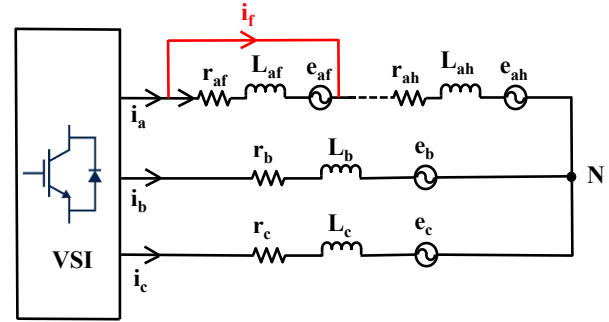 i_f
r_af L_af e_af r_ah L_ah e_ah
i_a
r_b L_b e_b
N
i_b
VSI
r_c L_c e_c
i_c